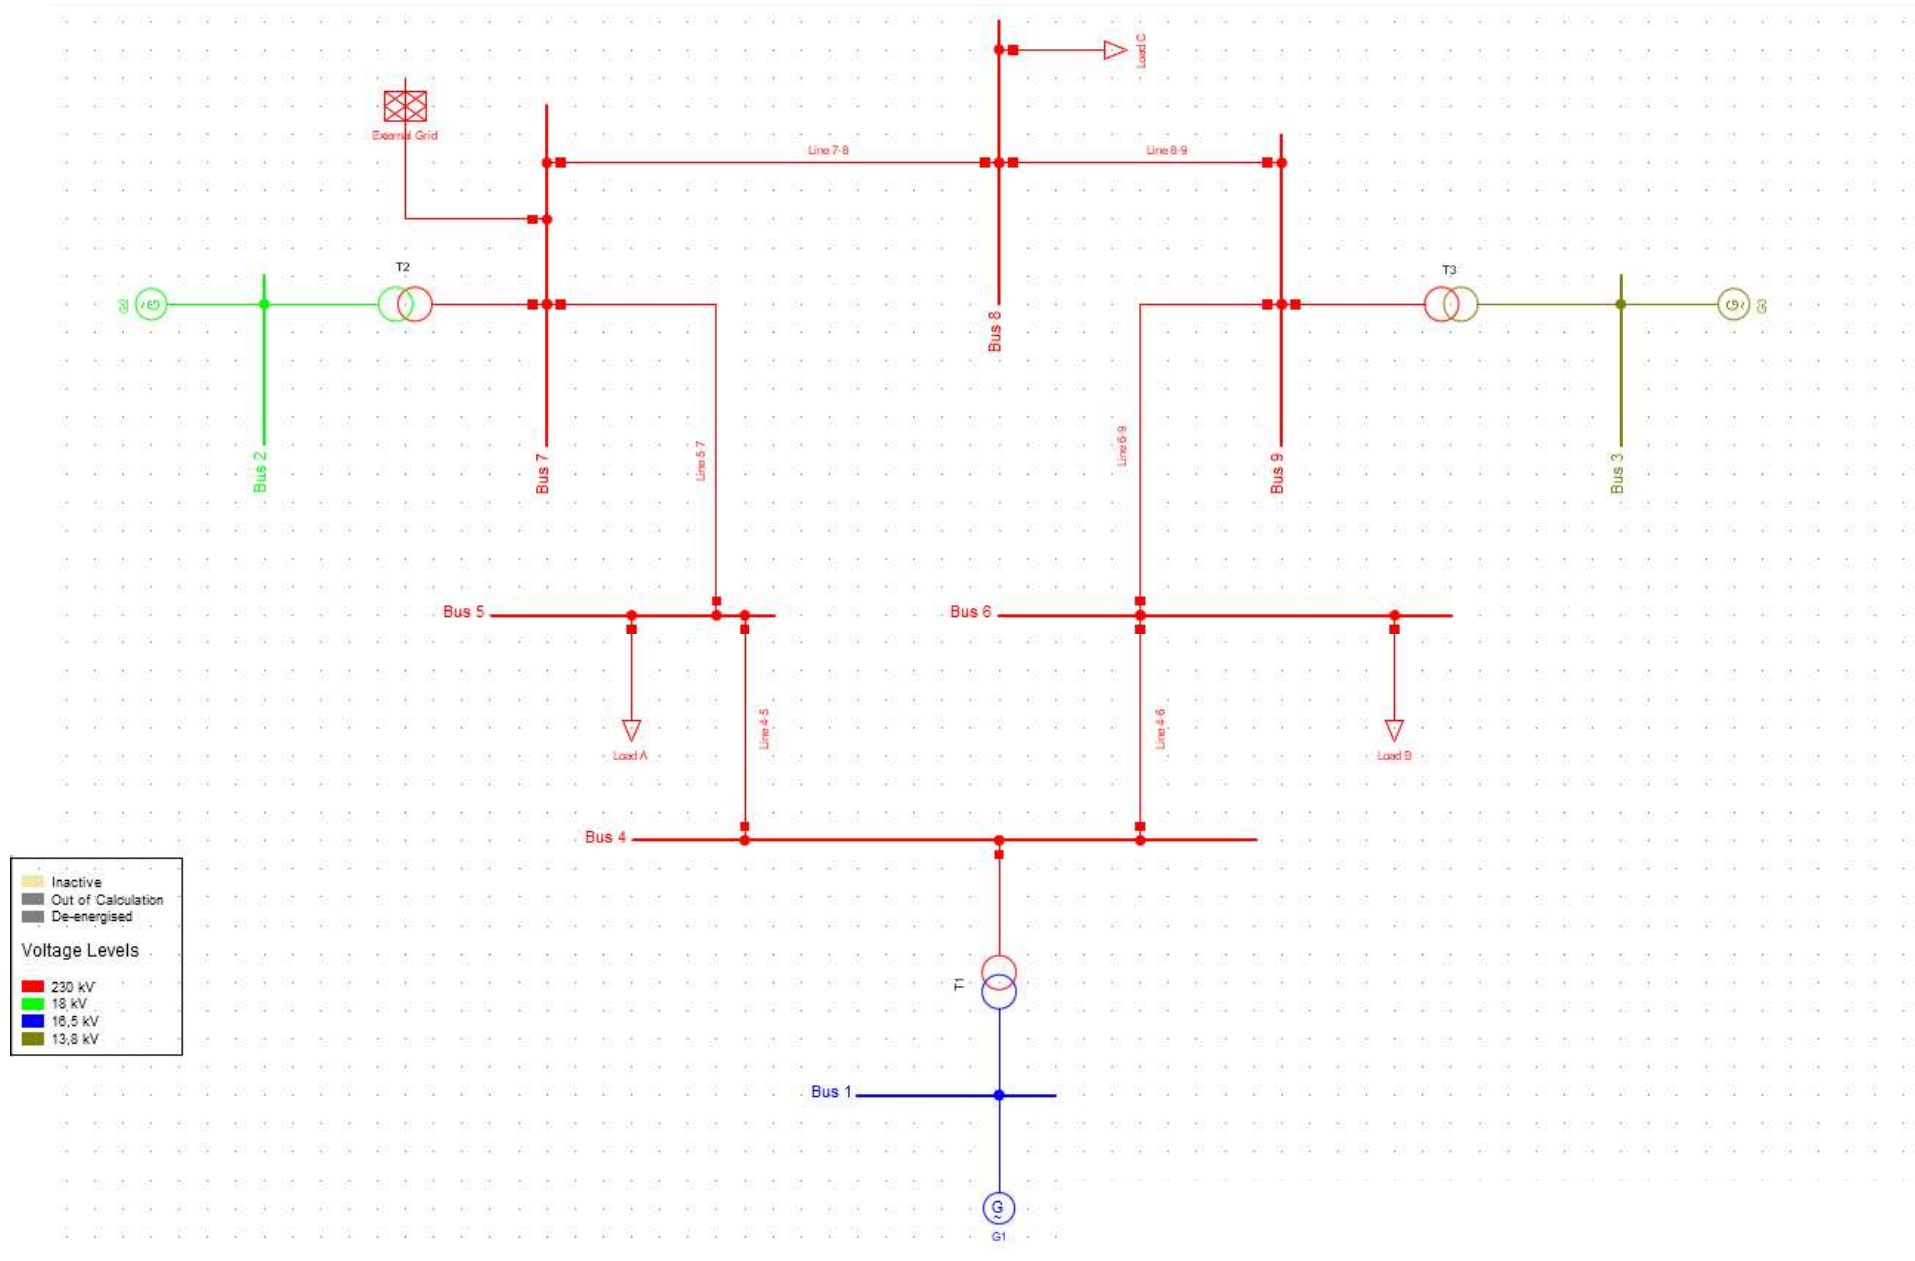 Load C
External Grid
Line 7-8
Line 8-9
T2
T3
G2
G
~
G
~
G3
Bus 8
Line 5-7
Line 6-9
Bus 2
Bus 7
Bus 9
Bus 3
Bus 5
Bus 6
Line 4-5
Line 4-6
Load A
Load B
Bus 4
Inactive
Out of Calculation
De-energised
Voltage Levels
230 kV
18 kV
16,5 kV
13,8 kV
T1
Bus 1
G
~
G1